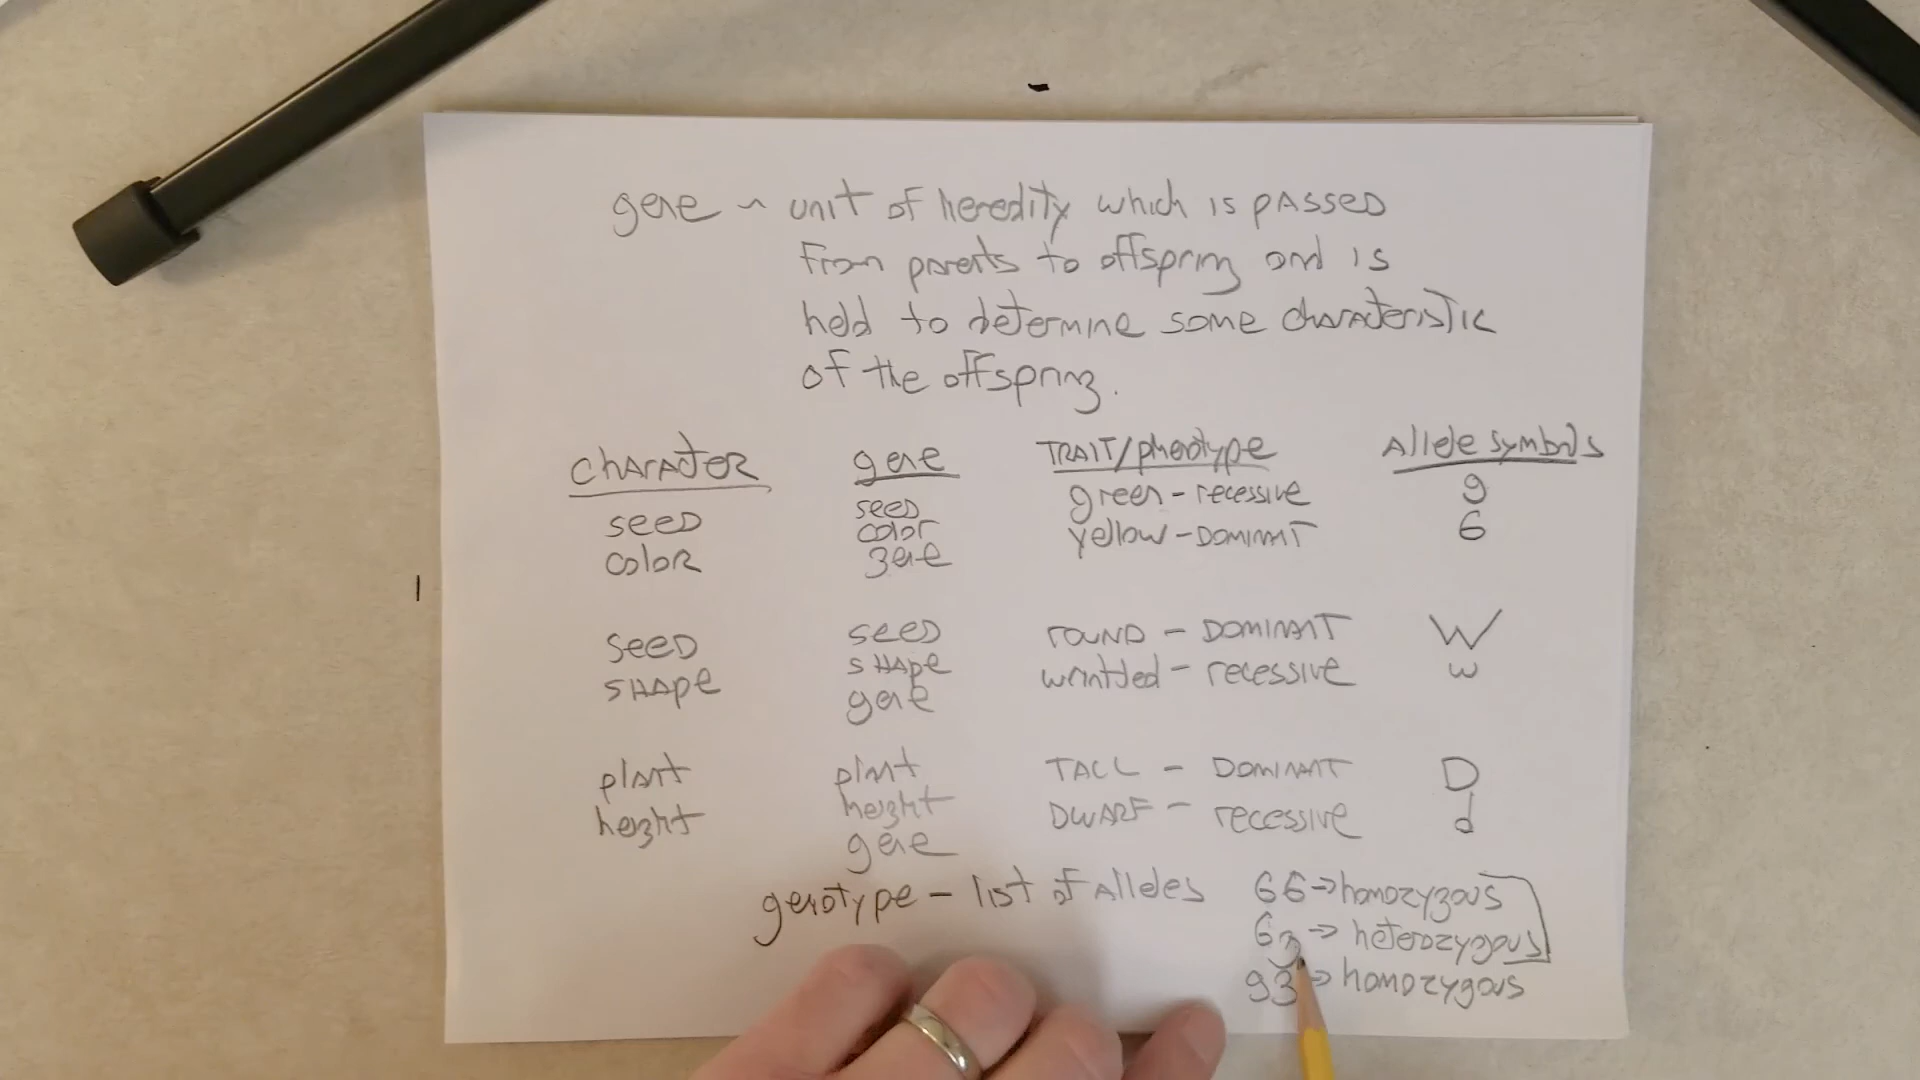 gene ~ unit of heredity which is passed
from parents to offspring and is
held to determine some characteristic
of the offspring.
character gene TRAIT/phenotype Allele symbols
seed color seed color gene green - recessive g
yellow - DOMINANT G
seed shape seed shape gene round - DOMINANT W
wrinkled - recessive w
plant height plant height gene TALL - DOMINANT D
DWARF - recessive d
genotype - list of Alleles GG → homozygous
Gg → heterozygous
gg → homozygous